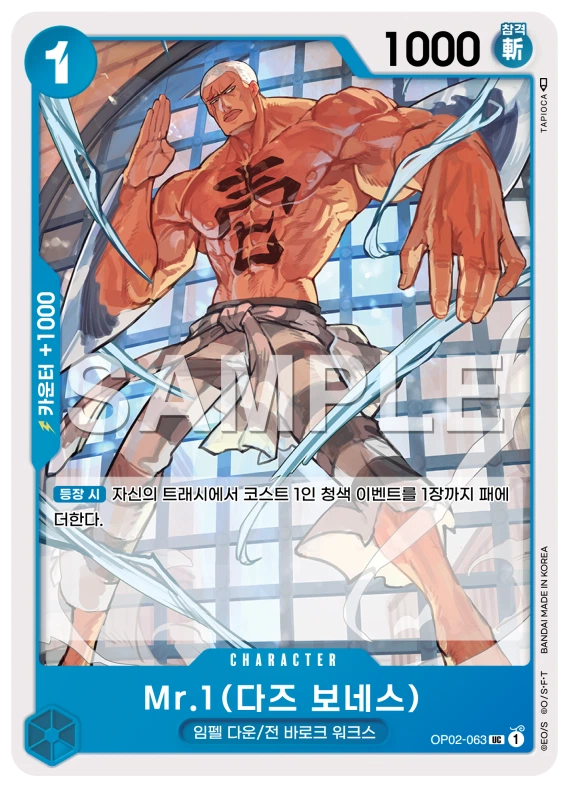 1
1000
참격
斬
TAPIOCA
카운터 +1000
SAMPLE
등장 시 자신의 트래시에서 코스트 1인 청색 이벤트를 1장까지 패에
더한다.
CHARACTER
Mr.1(다즈 보네스)
임펠 다운/전 바로크 워크스
OP02-063 UC 1
©EO/S ©O/S·F·T BANDAI MADE IN KOREA